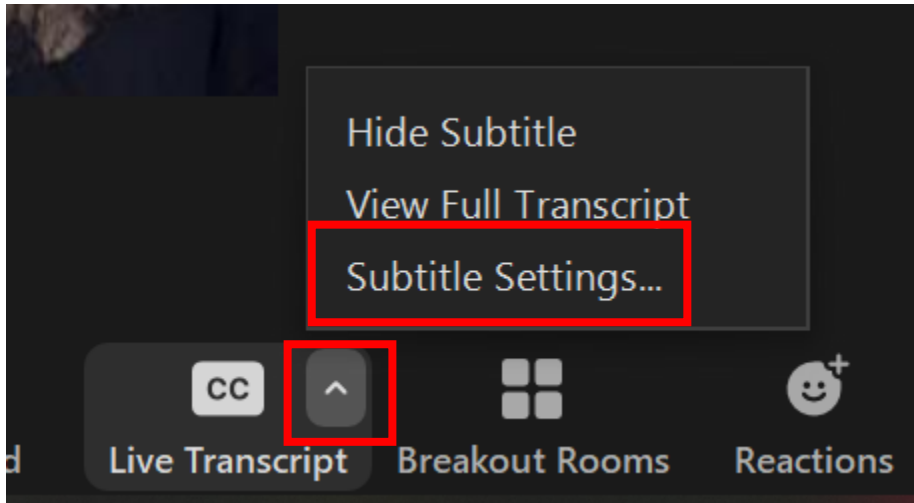 Hide Subtitle
View Full Transcript
Subtitle Settings...
CC
d Live Transcript Breakout Rooms Reactions